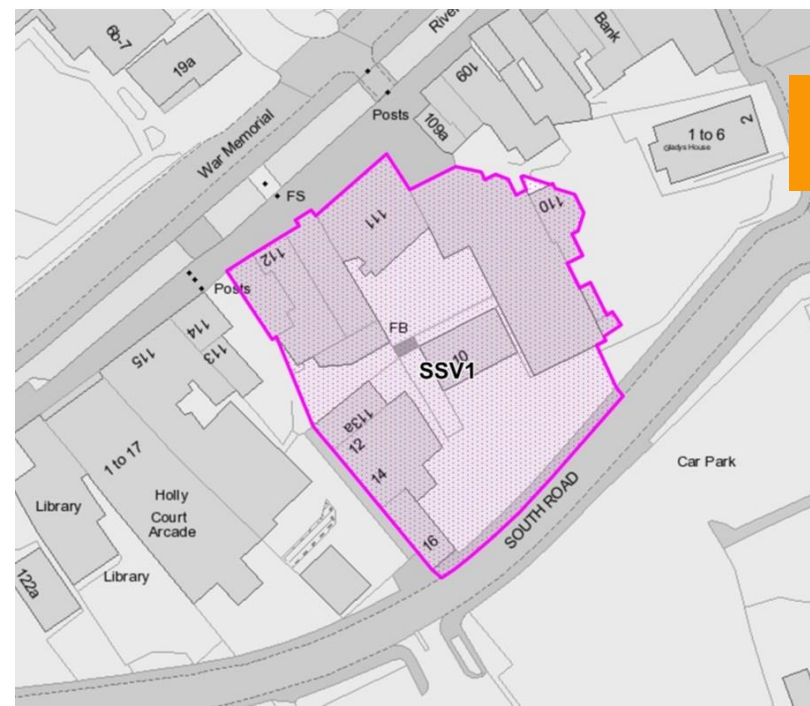 6b-7
19a
War Memorial
River
Posts
109
109a
Bank
1 to 6
2
Gladys House
FS
111
110
112
Posts
114
113
115
FB
10
SSV1
113a
12
14
16
SOUTH ROAD
Car Park
1 to 17
Holly
Court
Arcade
Library
Library
122a